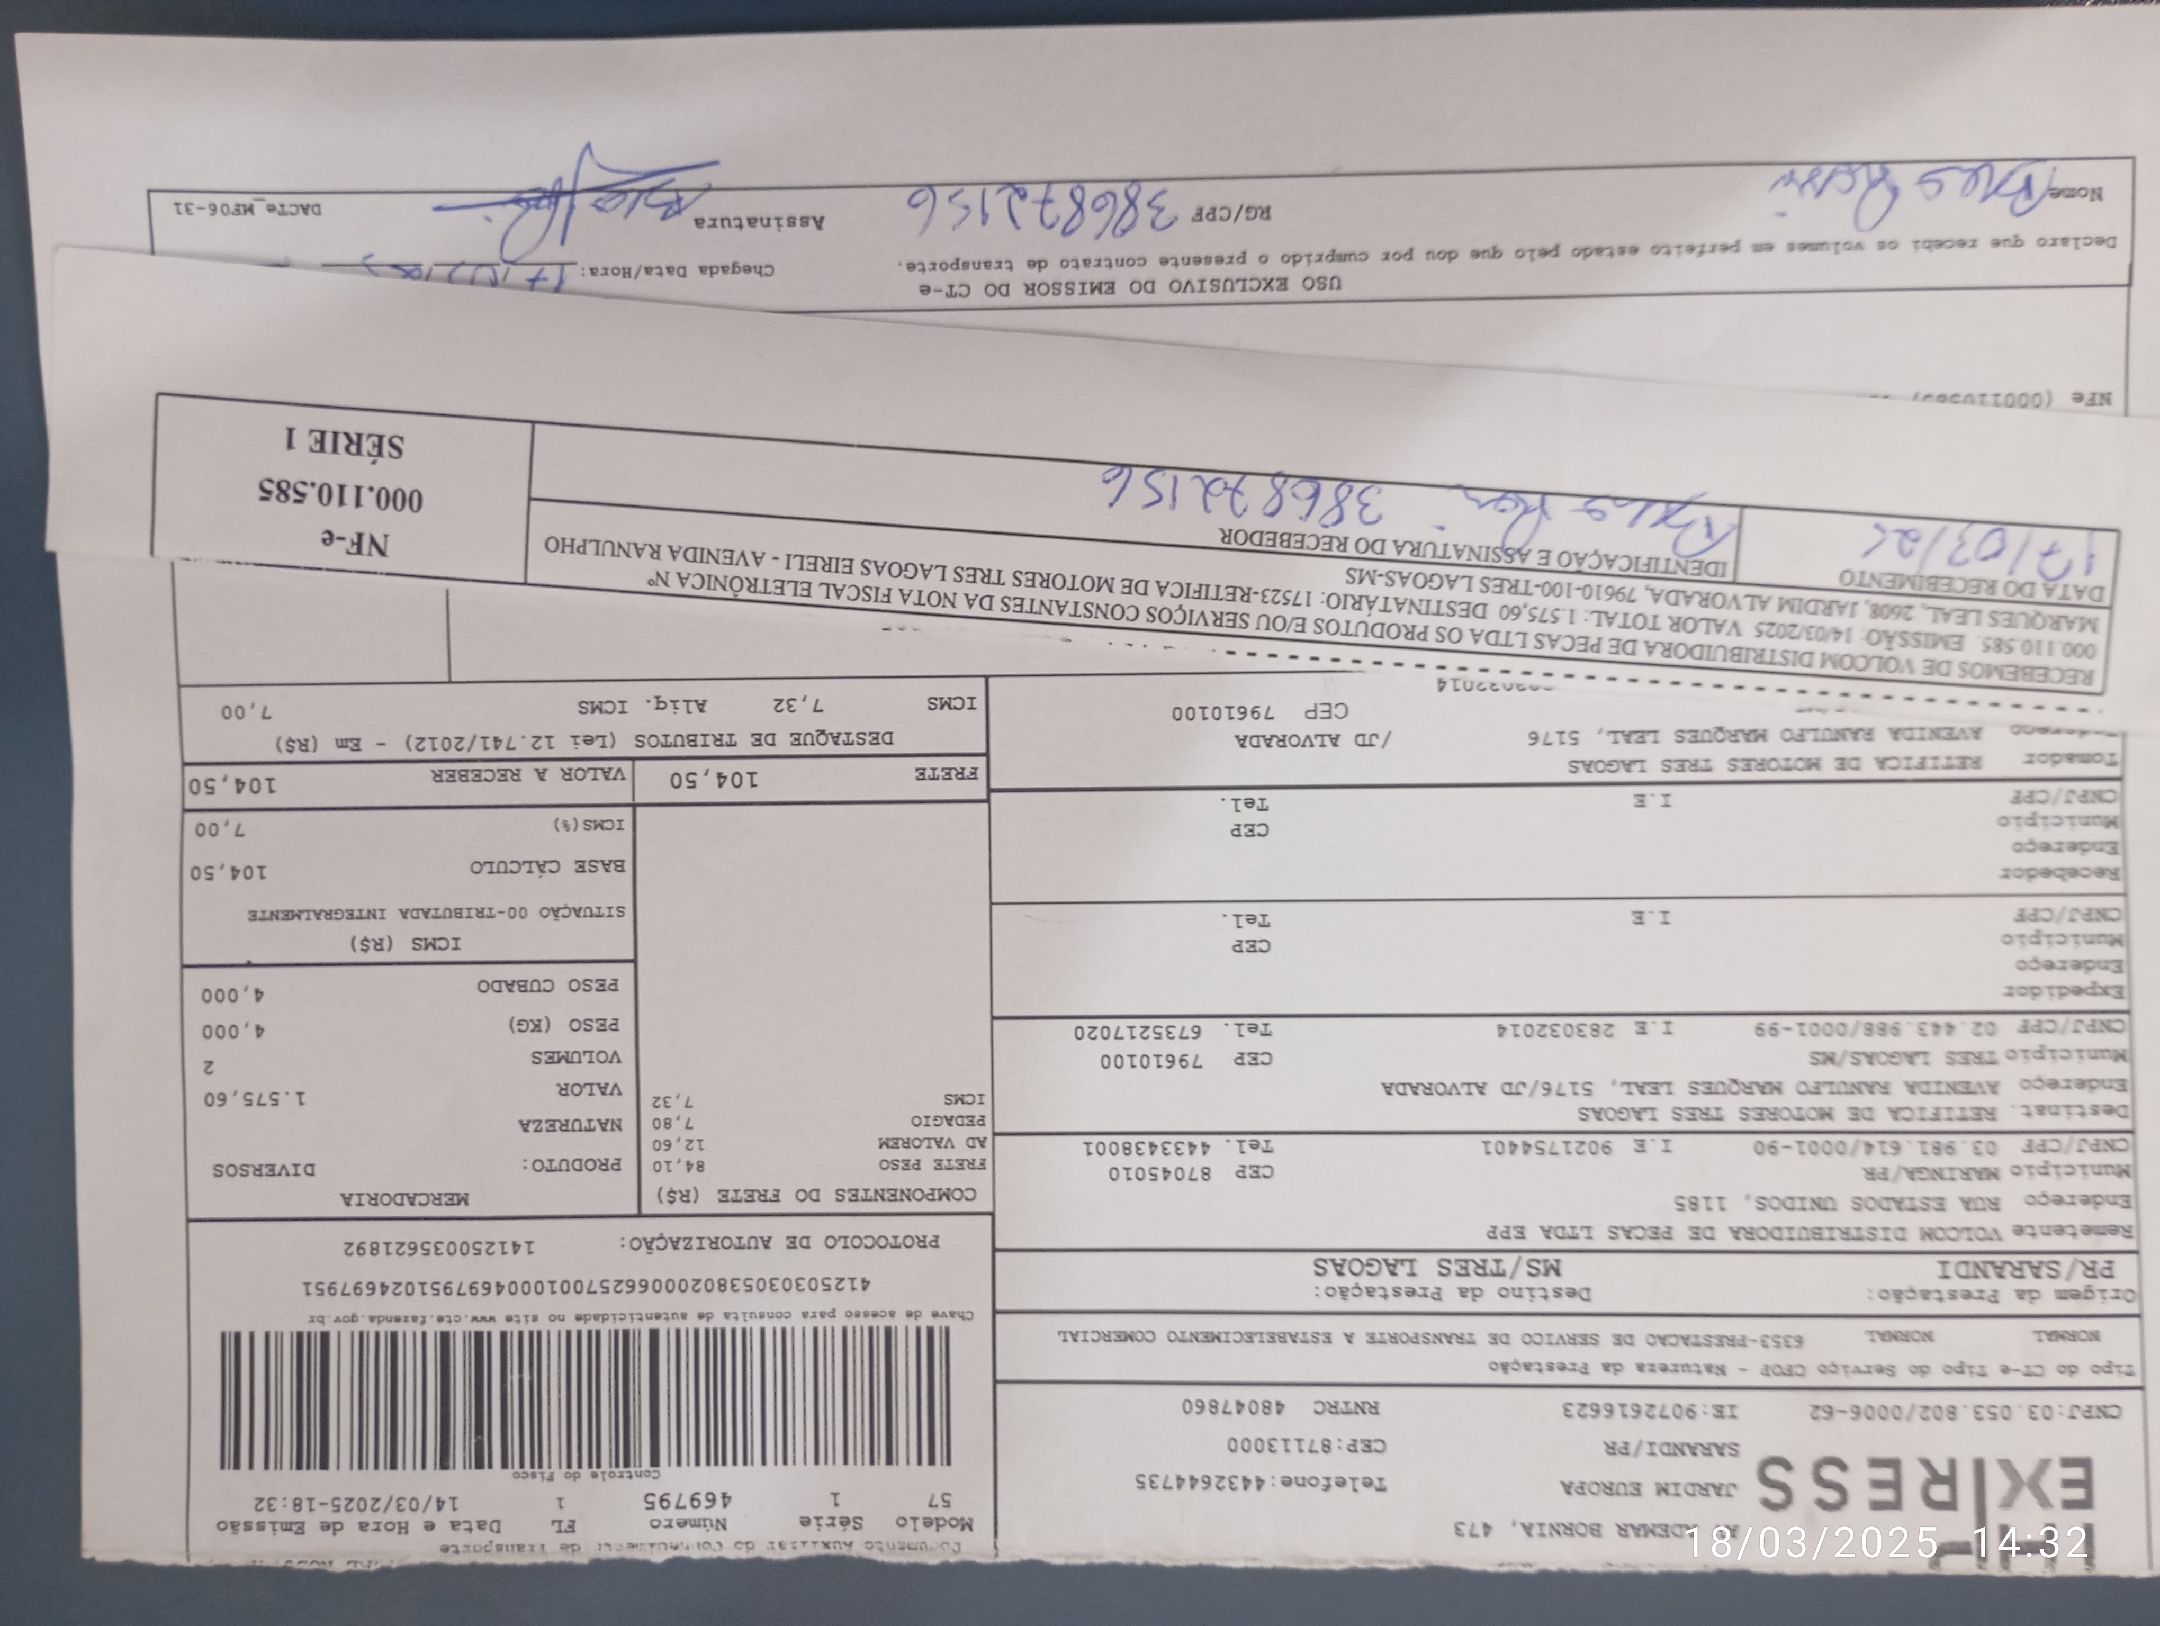 EXPRESS
R. ADEMAR BORNIA, 473
JARDIM EUROPA Telefone:4432644735
SARANDI/PR CEP:87113000
CNPJ:03.053.802/0006-62 IE:9072616623 RNTRC 48047860
Tipo do CT-e Tipo do Serviço CFOP - Natureza da Prestação
NORMAL NORMAL 6353-PRESTACAO DE SERVICO DE TRANSPORTE A ESTABELECIMENTO COMERCIAL
Origem da Prestação: Destino da Prestação:
PR/SARANDI MS/TRES LAGOAS
Remetente VOLCOM DISTRIBUIDORA DE PECAS LTDA EPP
Endereço RUA ESTADOS UNIDOS, 1185
Municipio MARINGA/PR CEP 87045010
CNPJ/CPF 03.981.614/0001-90 I.E 9021754401 Tel. 4433438001
Destinat. RETIFICA DE MOTORES TRES LAGOAS
Endereço AVENIDA RANULFO MARQUES LEAL, 5176/JD ALVORADA
Municipio TRES LAGOAS/MS CEP 79610100
CNPJ/CPF 02.443.988/0001-99 I.E 283032014 Tel. 6735217020
Expedidor
Endereço
Municipio CEP
CNPJ/CPF I.E Tel.
Recebedor
Endereço
Municipio CEP
CNPJ/CPF I.E Tel.
Tomador RETIFICA DE MOTORES TRES LAGOAS
Endereço AVENIDA RANULFO MARQUES LEAL, 5176 /JD ALVORADA
CEP 79610100
Documento Auxiliar do Conhecimento de Transporte
Modelo Série Número FL Data e Hora de Emissão
57 1 469795 1 14/03/2025-18:32
Controle do Fisco
Chave de acesso para consulta de autenticidade no site www.cte.fazenda.gov.br
41250303053802000662570010004697951024697951
PROTOCOLO DE AUTORIZAÇÃO: 141250035621892
COMPONENTES DO FRETE (R$)
FRETE PESO 84,10
AD VALOREM 12,60
PEDAGIO 7,80
ICMS 7,32
MERCADORIA
PRODUTO: DIVERSOS
NATUREZA
VALOR 1.575,60
VOLUMES 2
PESO (KG) 4,000
PESO CUBADO 4,000
ICMS (R$)
SITUAÇÃO 00-TRIBUTADA INTEGRALMENTE
BASE CÁLCULO 104,50
ICMS(%) 7,00
FRETE 104,50 VALOR A RECEBER 104,50
DESTAQUE DE TRIBUTOS (Lei 12.741/2012) - Em (R$)
ICMS 7,32 Aliq. ICMS 7,00
RECEBEMOS DE VOLCOM DISTRIBUIDORA DE PECAS LTDA OS PRODUTOS E/OU SERVIÇOS CONSTANTES DA NOTA FISCAL ELETRÔNICA Nº
000.110.585. EMISSÃO: 14/03/2025 VALOR TOTAL: 1.575,60 DESTINATÁRIO: 17523-RETIFICA DE MOTORES TRES LAGOAS EIRELI - AVENIDA RANULPHO
MARQUES LEAL, 2608, JARDIM ALVORADA, 79610-100-TRES LAGOAS-MS
DATA DO RECEBIMENTO IDENTIFICAÇÃO E ASSINATURA DO RECEBEDOR
17/03/25 386872156
NF-e
000.110.585
SÉRIE 1
NFe
USO EXCLUSIVO DO EMISSOR DO CT-e
Declaro que recebi os volumes em perfeito estado pelo que dou por cumprido o presente contrato de transporte.
Chegada Data/Hora: 17
Nome RG/CPF 386872156 Assinatura DACTe_MF06-31
18/03/2025 14:32